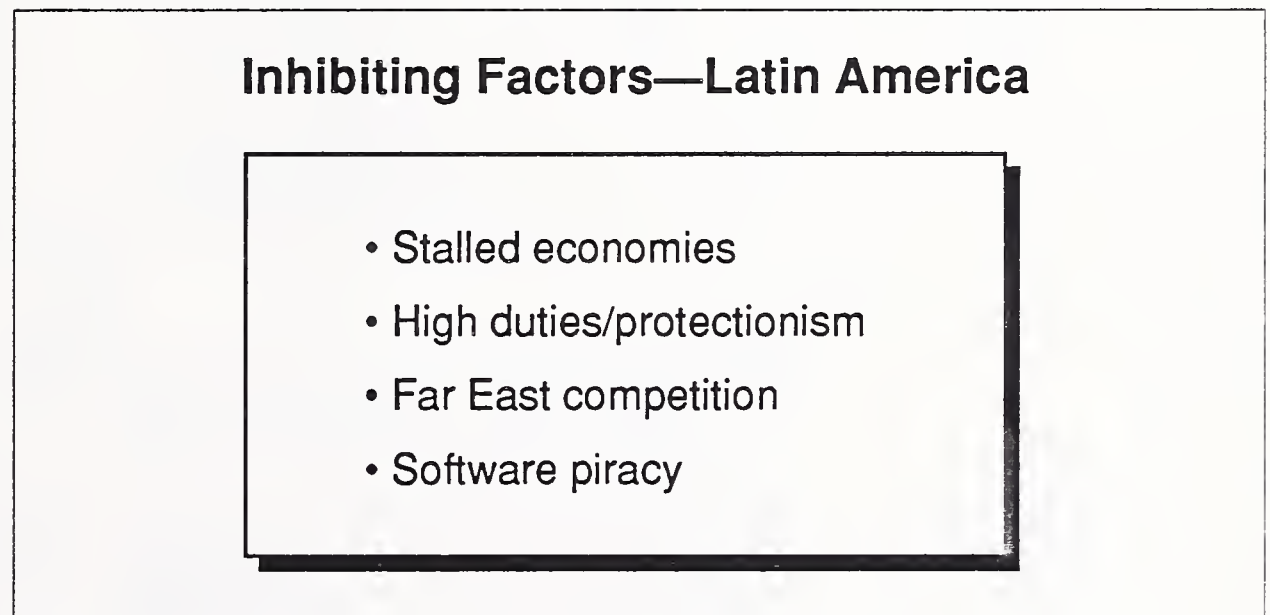 Inhibiting Factors—Latin America
• Stalled economies
• High duties/protectionism
• Far East competition
• Software piracy